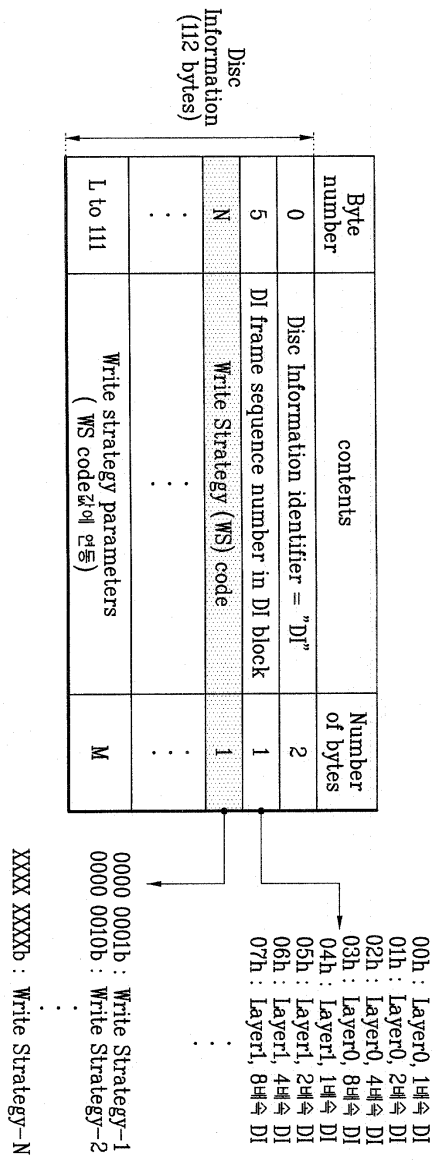 Disc
Information
(112 bytes)
Byte
number
contents
Number
of bytes
0
Disc Information identifier = "DI"
2
5
DI frame sequence number in DI block
1
N
Write Strategy (WS) code
1
. . .
. . .
. . .
L to 111
Write strategy parameters
( WS code값에 연동)
M
00h : Layer0, 1배속 DI
01h : Layer0, 2배속 DI
02h : Layer0, 4배속 DI
03h : Layer0, 8배속 DI
04h : Layer1, 1배속 DI
05h : Layer1, 2배속 DI
06h : Layer1, 4배속 DI
07h : Layer1, 8배속 DI
. . .
0000 0001b : Write Strategy-1
0000 0010b : Write Strategy-2
. . .
XXXX XXXXb : Write Strategy-N